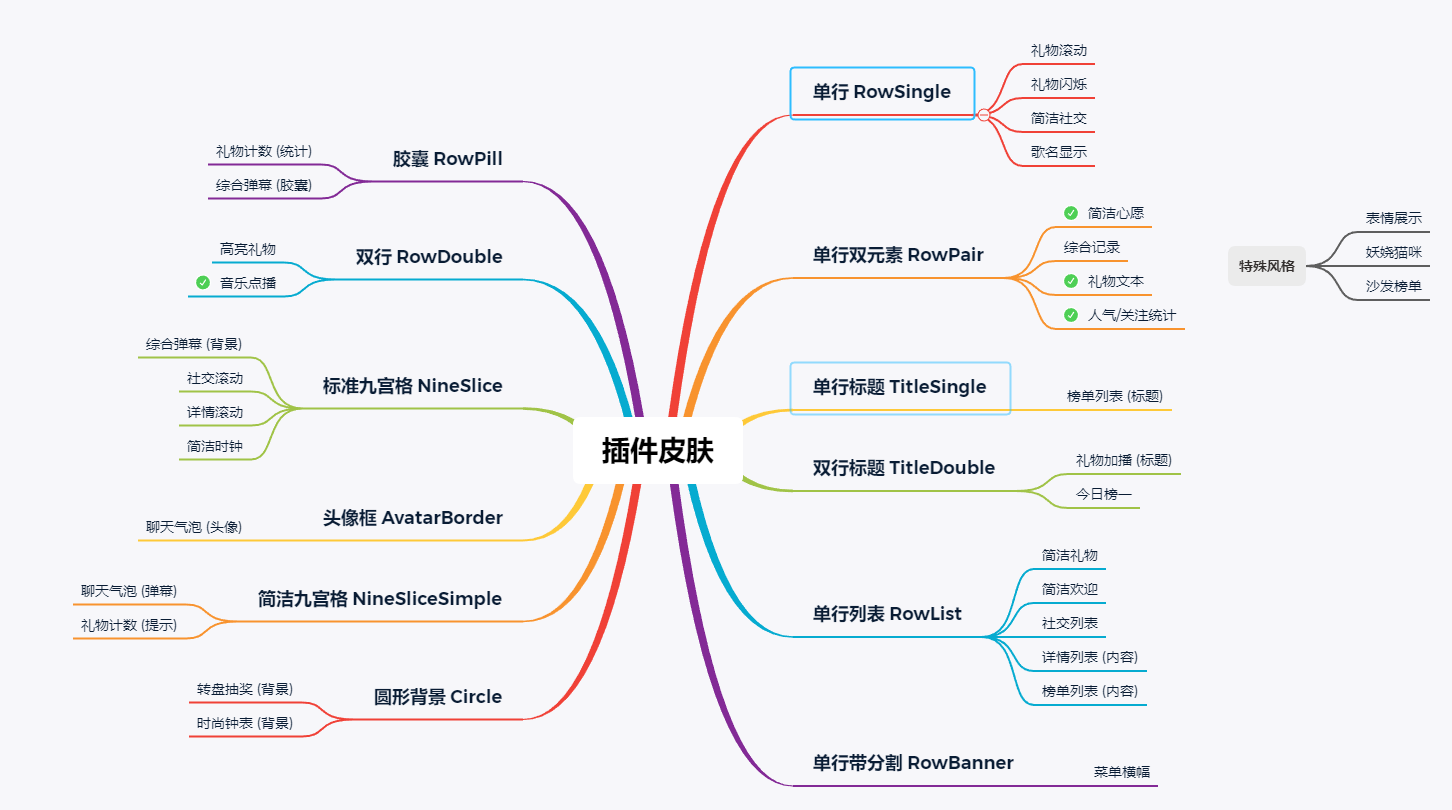 插件皮肤
单行 RowSingle
礼物滚动
礼物闪烁
简洁社交
歌名显示
单行双元素 RowPair
简洁心愿
综合记录
礼物文本
人气/关注统计
单行标题 TitleSingle
榜单列表 (标题)
双行标题 TitleDouble
礼物加播 (标题)
今日榜一
单行列表 RowList
简洁礼物
简洁欢迎
社交列表
详情列表 (内容)
榜单列表 (内容)
单行带分割 RowBanner
菜单横幅
胶囊 RowPill
礼物计数 (统计)
综合弹幕 (胶囊)
双行 RowDouble
高亮礼物
音乐点播
标准九宫格 NineSlice
综合弹幕 (背景)
社交滚动
详情滚动
简洁时钟
头像框 AvatarBorder
聊天气泡 (头像)
简洁九宫格 NineSliceSimple
聊天气泡 (弹幕)
礼物计数 (提示)
圆形背景 Circle
转盘抽奖 (背景)
时尚钟表 (背景)
特殊风格
表情展示
妖娆猫咪
沙发榜单